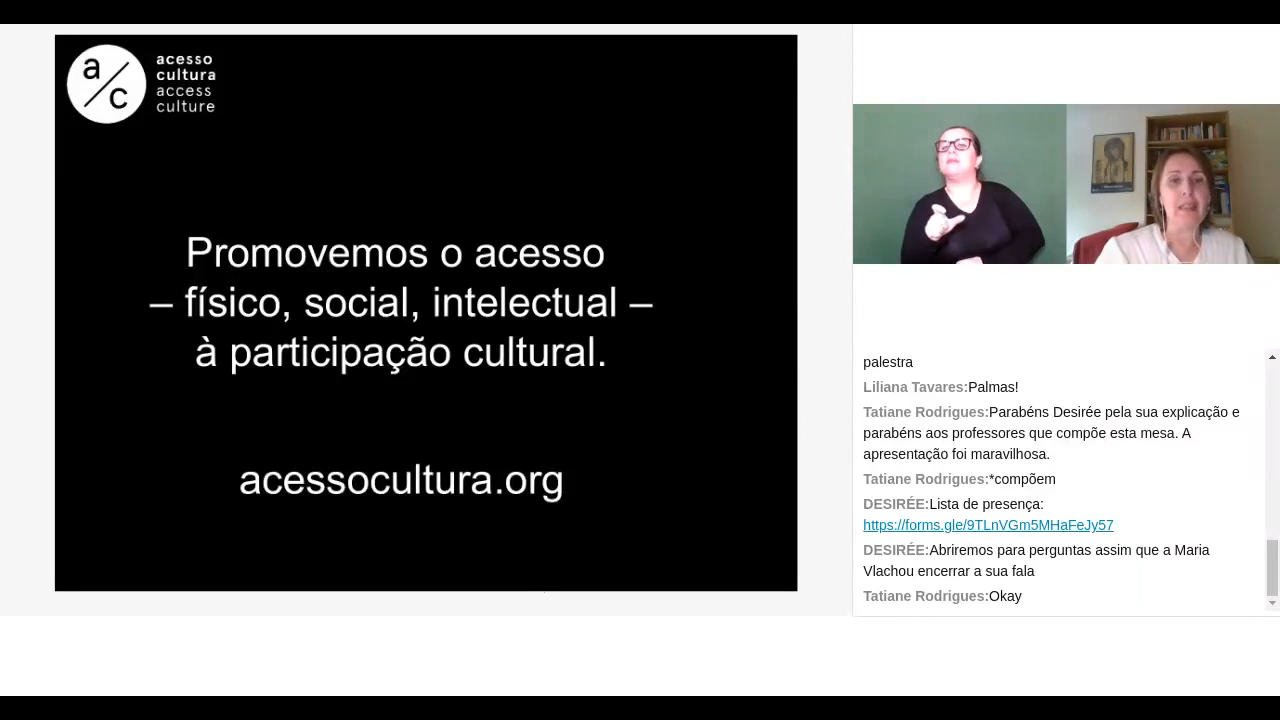 a
c
acesso
cultura
access
culture
Promovemos o acesso
– físico, social, intelectual –
à participação cultural.
acessocultura.org
palestra
Liliana Tavares:Palmas!
Tatiane Rodrigues:Parabéns Desirée pela sua explicação e
parabéns aos professores que compõe esta mesa. A
apresentação foi maravilhosa.
Tatiane Rodrigues:*compõem
DESIRÉE:Lista de presença:
https://forms.gle/9TLnVGm5MHaFeJy57
DESIRÉE:Abriremos para perguntas assim que a Maria
Vlachou encerrar a sua fala
Tatiane Rodrigues:Okay